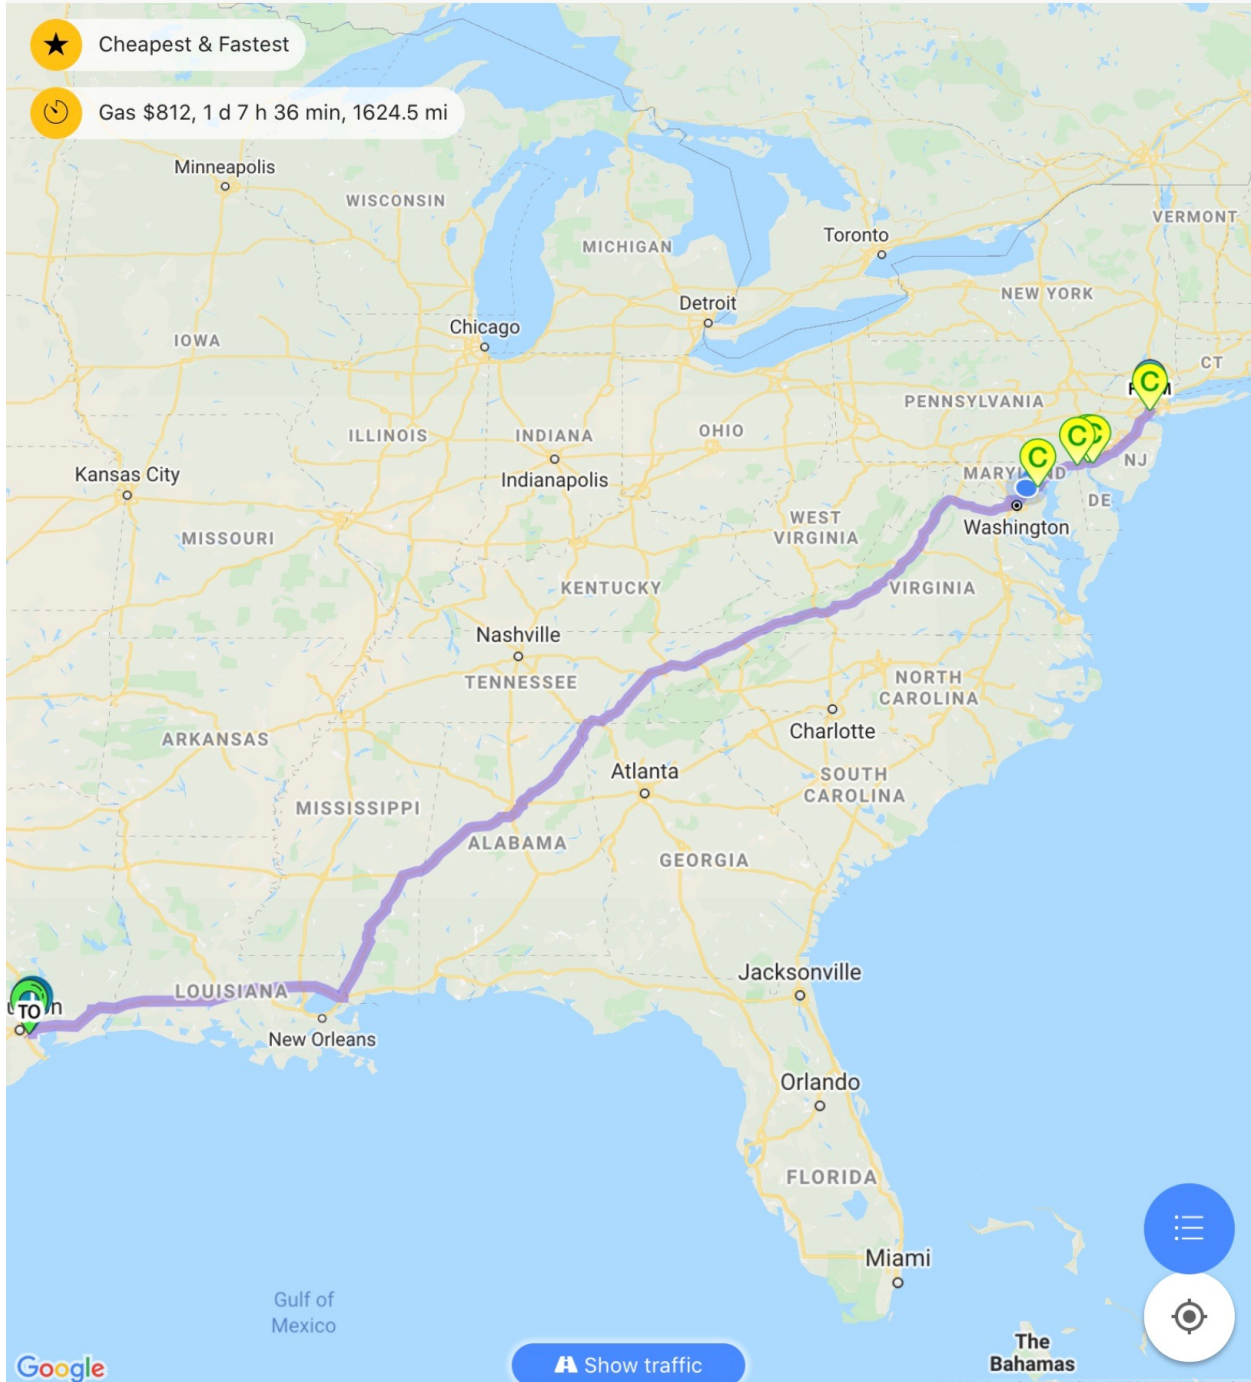 Cheapest & Fastest
Gas $812, 1 d 7 h 36 min, 1624.5 mi
Minneapolis
WISCONSIN
VERMONT
Toronto
MICHIGAN
NEW YORK
Detroit
Chicago
IOWA
CT
C
PENNSYLVANIA
ILLINOIS
INDIANA
OHIO
C
C
C
NJ
Kansas City
Indianapolis
MARYLAND
DE
WEST
VIRGINIA
Washington
MISSOURI
KENTUCKY
VIRGINIA
Nashville
TENNESSEE
NORTH
CAROLINA
ARKANSAS
Charlotte
Atlanta
SOUTH
CAROLINA
MISSISSIPPI
ALABAMA
GEORGIA
Jacksonville
LOUISIANA
TO
New Orleans
Orlando
FLORIDA
Miami
Gulf of
Mexico
The
Bahamas
Google
Show traffic